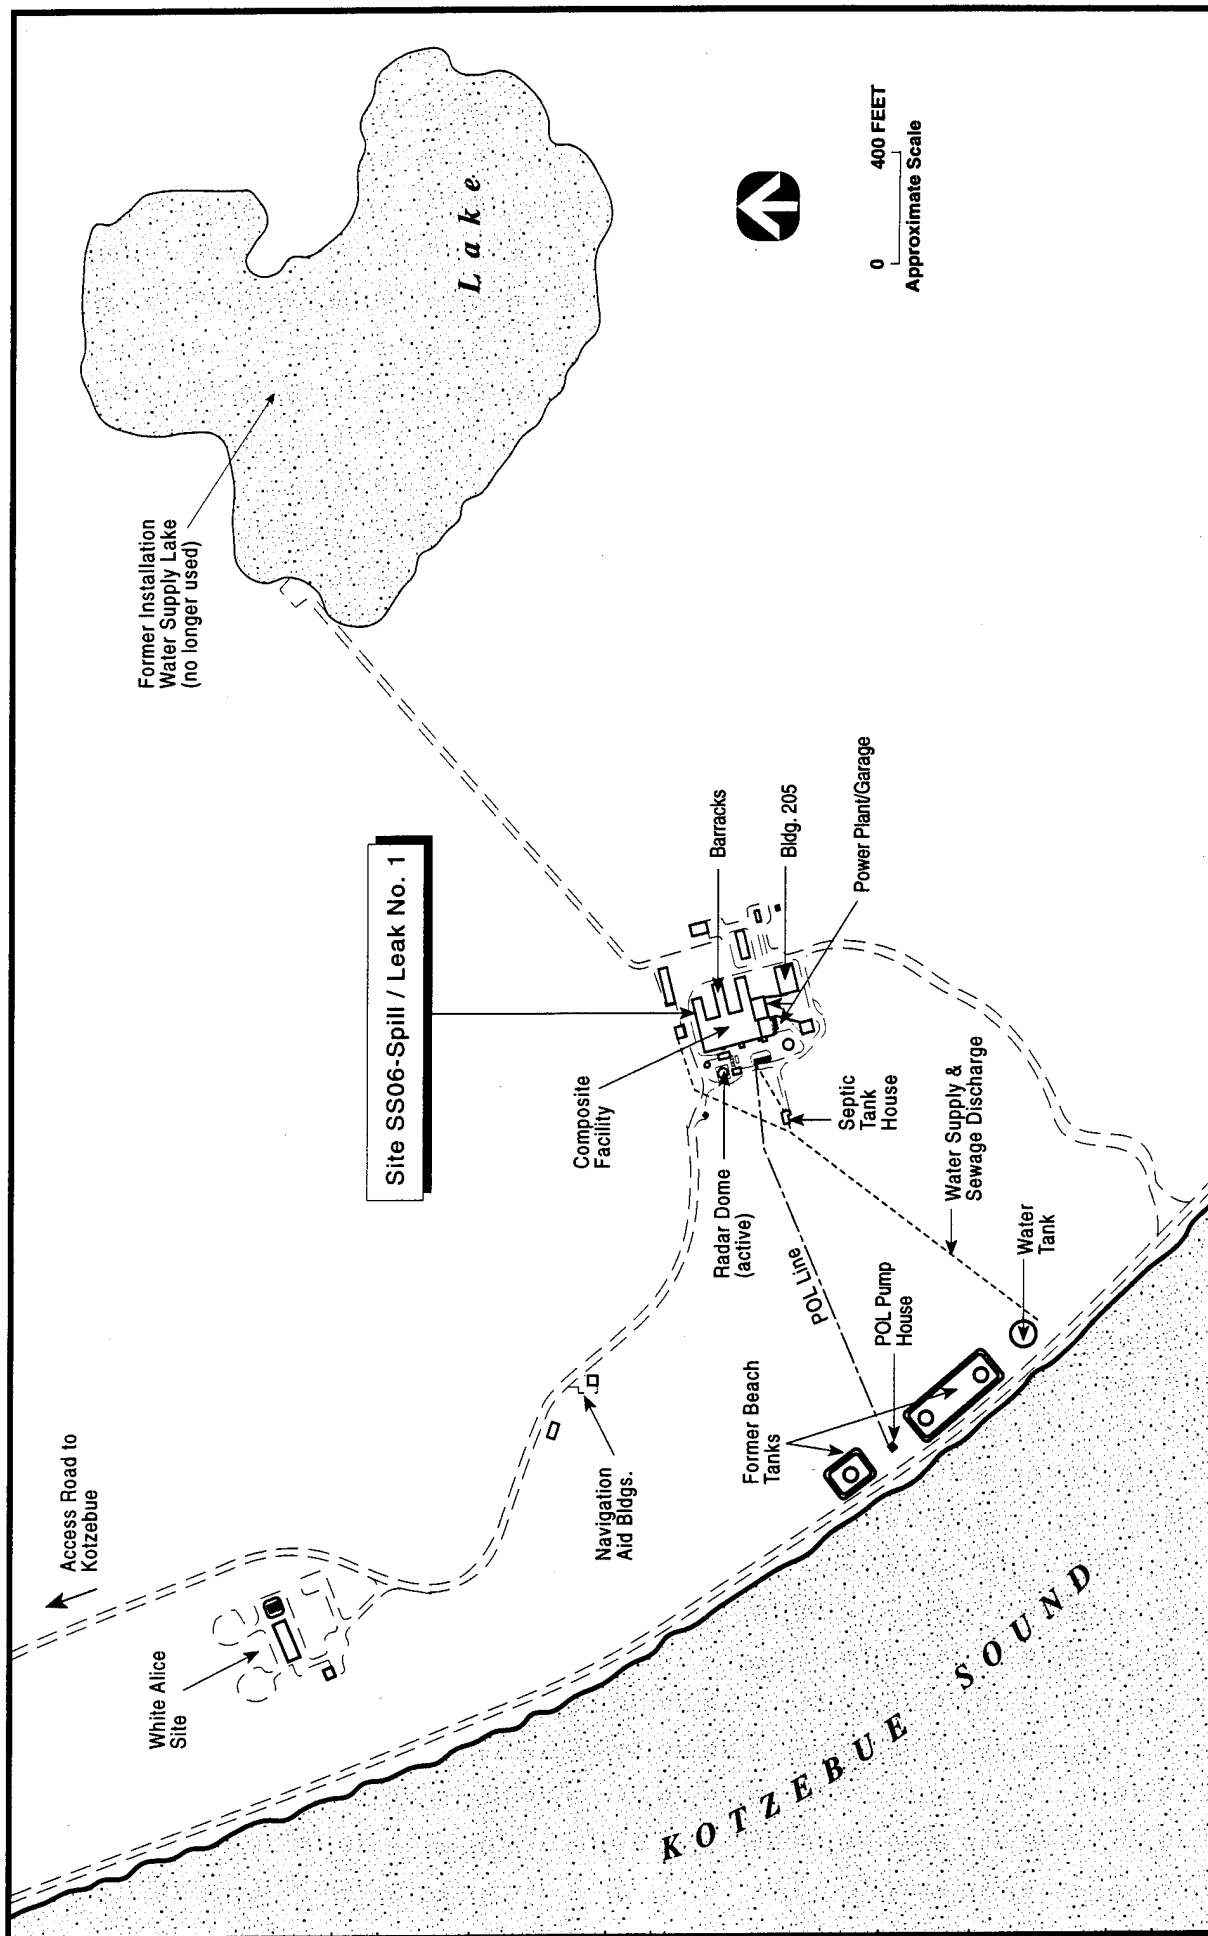 Access Road to
Kotzebue
White Alice
Site
Navigation
Aid Bldgs.
Former Installation
Water Supply Lake
(no longer used)
Lake
Site SS06-Spill / Leak No. 1
Composite
Facility
Barracks
Bldg. 205
Power Plant/Garage
Radar Dome
(active)
Septic
Tank
House
POL Line
Water Supply &
Sewage Discharge
Former Beach
Tanks
POL Pump
House
Water
Tank
KOTZEBUE SOUND
0 400 FEET
Approximate Scale